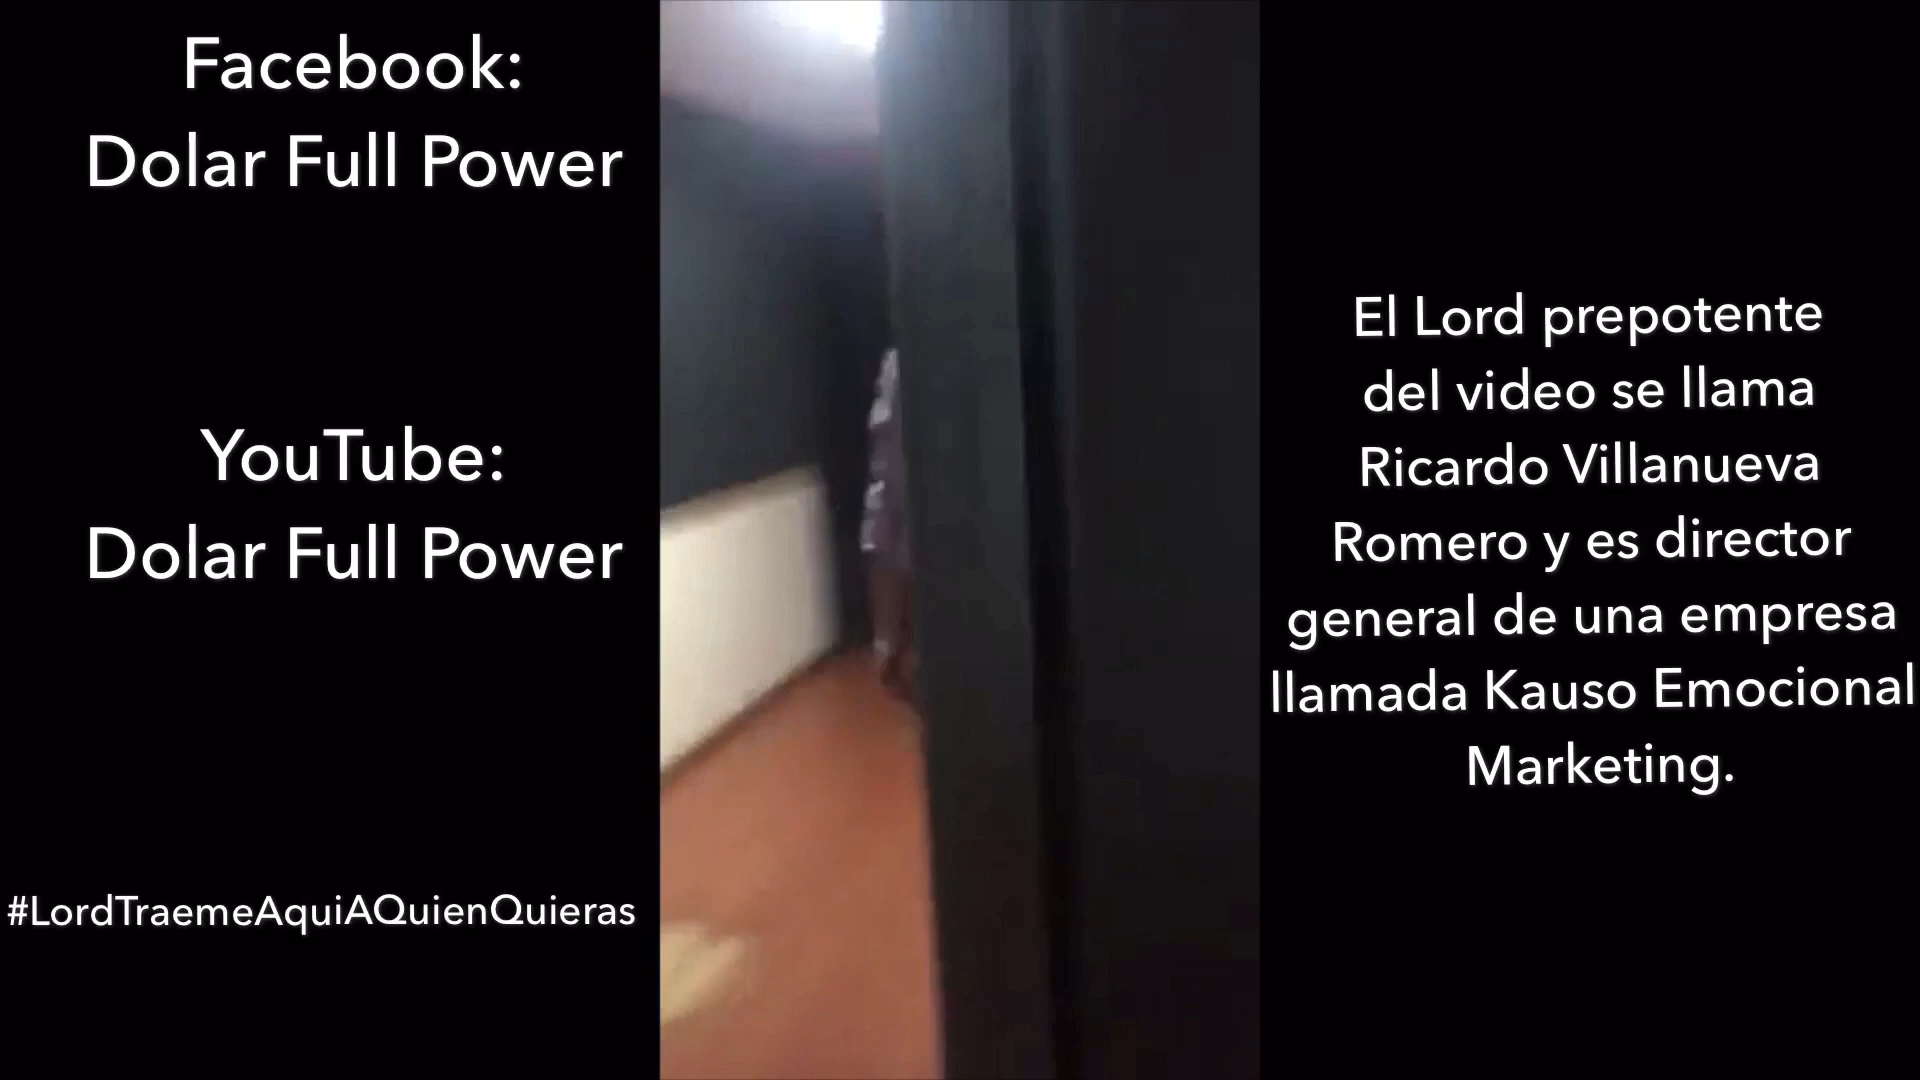 Facebook:
Dolar Full Power
YouTube:
Dolar Full Power
#LordTraemeAquiAQuienQuieras
El Lord prepotente
del video se llama
Ricardo Villanueva
Romero y es director
general de una empresa
llamada Kauso Emocional
Marketing.